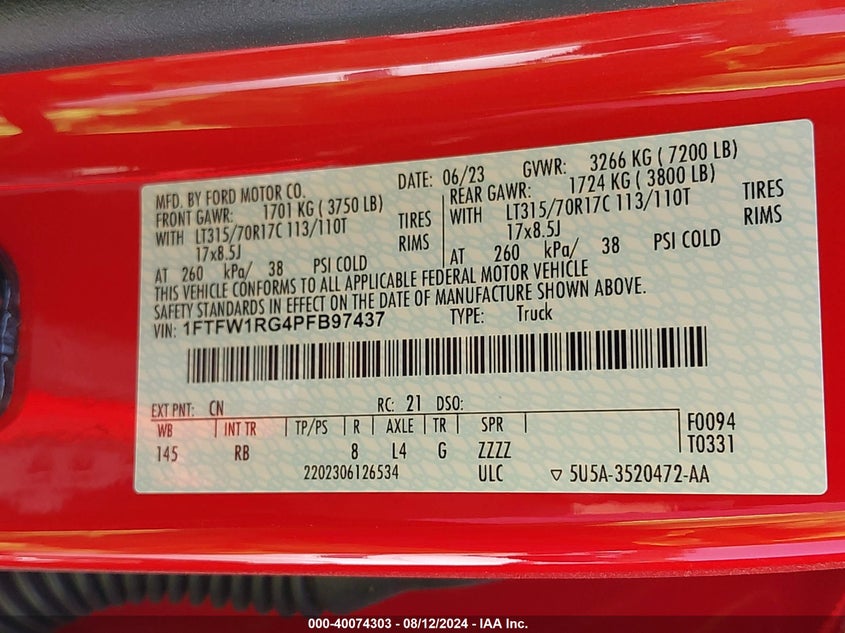 MFD. BY FORD MOTOR CO. DATE: 06/23 GVWR: 3266 KG ( 7200 LB)
FRONT GAWR: 1701 KG ( 3750 LB) REAR GAWR: 1724 KG ( 3800 LB)
WITH LT315/70R17C 113/110T TIRES WITH LT315/70R17C 113/110T TIRES
17x8.5J RIMS 17x8.5J RIMS
AT 260 kPa/ 38 PSI COLD AT 260 kPa/ 38 PSI COLD
THIS VEHICLE CONFORMS TO ALL APPLICABLE FEDERAL MOTOR VEHICLE
SAFETY STANDARDS IN EFFECT ON THE DATE OF MANUFACTURE SHOWN ABOVE.
VIN: 1FTFW1RG4PFB97437 TYPE: Truck
EXT PNT: CN RC: 21 DSO:
WB INT TR TP/PS R AXLE TR SPR F0094
145 RB 8 L4 G ZZZZ T0331
2202306126534 ULC ▽ 5U5A-3520472-AA
000-40074303 - 08/12/2024 - IAA Inc.